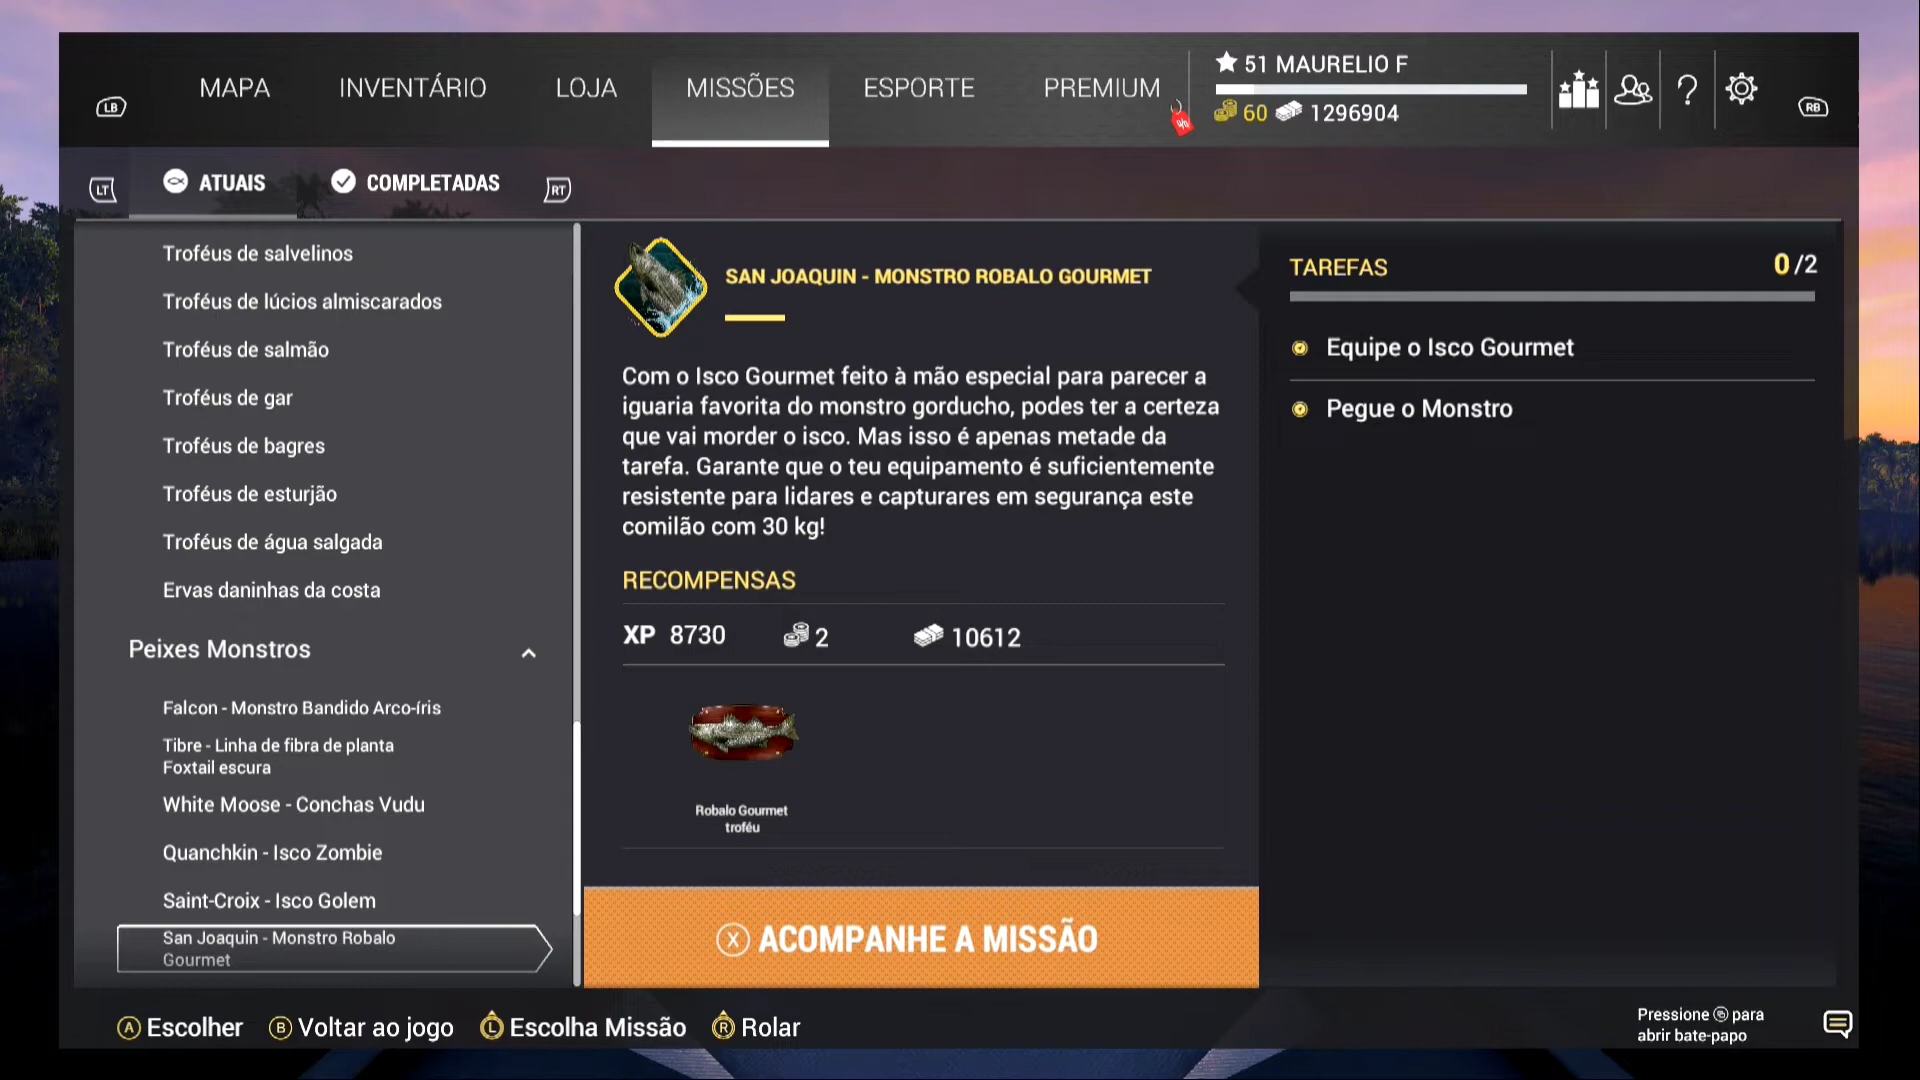 LB
MAPA
INVENTÁRIO
LOJA
MISSÕES
ESPORTE
PREMIUM
%
51 MAURELIO F
60 1296904
?
RB
LT
ATUAIS
COMPLETADAS
RT
Troféus de salvelinos
Troféus de lúcios almiscarados
Troféus de salmão
Troféus de gar
Troféus de bagres
Troféus de esturjão
Troféus de água salgada
Ervas daninhas da costa
Peixes Monstros
Falcon - Monstro Bandido Arco-íris
Tibre - Linha de fibra de planta
Foxtail escura
White Moose - Conchas Vudu
Quanchkin - Isco Zombie
Saint-Croix - Isco Golem
San Joaquin - Monstro Robalo
Gourmet
SAN JOAQUIN - MONSTRO ROBALO GOURMET
Com o Isco Gourmet feito à mão especial para parecer a
iguaria favorita do monstro gorducho, podes ter a certeza
que vai morder o isco. Mas isso é apenas metade da
tarefa. Garante que o teu equipamento é suficientemente
resistente para lidares e capturares em segurança este
comilão com 30 kg!
RECOMPENSAS
XP 8730 2 10612
Robalo Gourmet
troféu
X ACOMPANHE A MISSÃO
TAREFAS 0/2
Equipe o Isco Gourmet
Pegue o Monstro
A Escolher B Voltar ao jogo L Escolha Missão R Rolar
Pressione para
abrir bate-papo